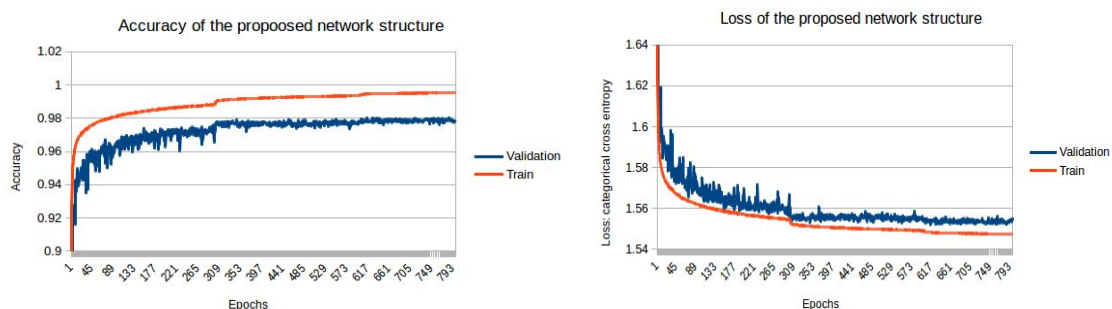 Accuracy of the propoosed network structure
1.02
1
0.98
0.96
0.94
0.92
0.9
Accuracy
1 45 89 133 177 221 265 309 353 397 441 485 529 573 617 661 705 749 793
Epochs
Validation
Train
Loss of the proposed network structure
1.64
1.62
1.6
1.58
1.56
1.54
Loss: categorical cross entropy
1 45 89 133 177 221 265 309 353 397 441 485 529 573 617 661 705 749 793
Epochs
Validation
Train